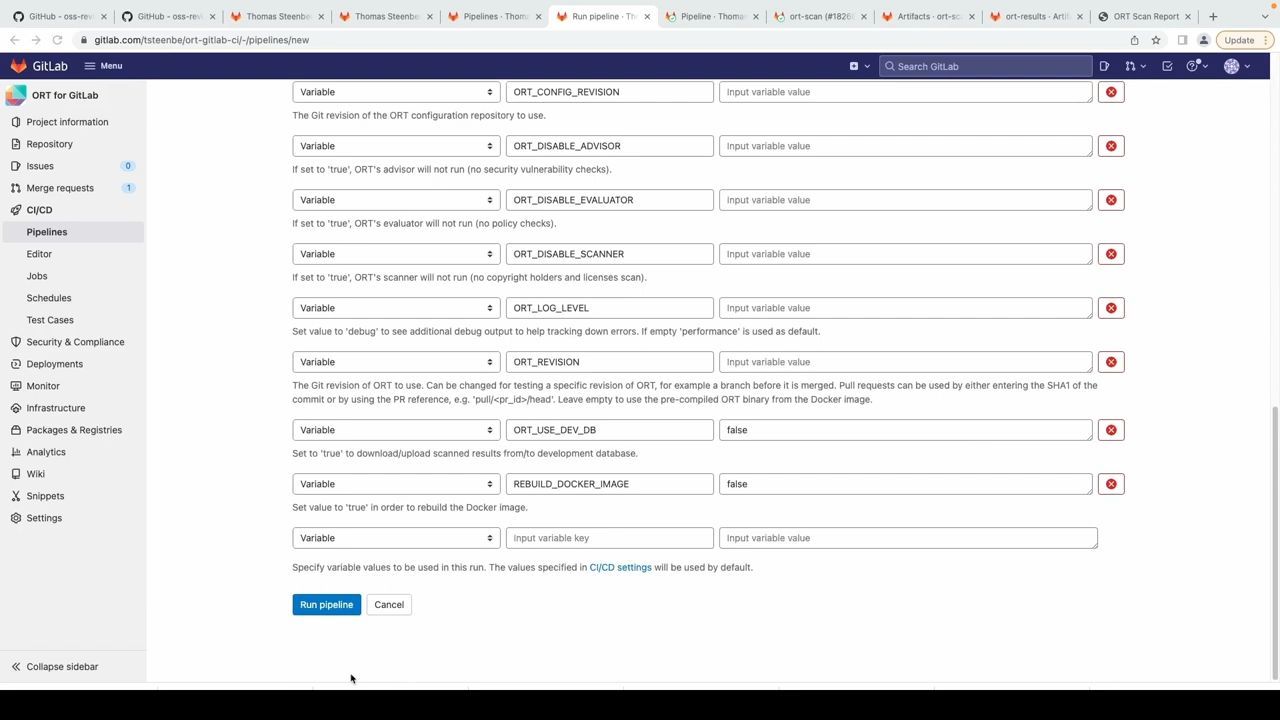 GitHub - oss-revi
GitHub - oss-revi
Thomas Steenbe
Thomas Steenbe
Pipelines · Thoma
Run pipeline · Tho
Pipeline · Thoma
ort-scan (#1826
Artifacts · ort-sc
ort-results · Arti
ORT Scan Report
gitlab.com/tsteenbe/ort-gitlab-ci/-/pipelines/new
Update
GitLab
Menu
Search GitLab
ORT for GitLab
Project information
Repository
Issues 0
Merge requests 1
CI/CD
Pipelines
Editor
Jobs
Schedules
Test Cases
Security & Compliance
Deployments
Monitor
Infrastructure
Packages & Registries
Analytics
Wiki
Snippets
Settings
Collapse sidebar
Variable ORT_CONFIG_REVISION Input variable value
The Git revision of the ORT configuration repository to use.
Variable ORT_DISABLE_ADVISOR Input variable value
If set to 'true', ORT's advisor will not run (no security vulnerability checks).
Variable ORT_DISABLE_EVALUATOR Input variable value
If set to 'true', ORT's evaluator will not run (no policy checks).
Variable ORT_DISABLE_SCANNER Input variable value
If set to 'true', ORT's scanner will not run (no copyright holders and licenses scan).
Variable ORT_LOG_LEVEL Input variable value
Set value to 'debug' to see additional debug output to help tracking down errors. If empty 'performance' is used as default.
Variable ORT_REVISION Input variable value
The Git revision of ORT to use. Can be changed for testing a specific revision of ORT, for example a branch before it is merged. Pull requests can be used by either entering the SHA1 of the
commit or by using the PR reference, e.g. 'pull/<pr_id>/head'. Leave empty to use the pre-compiled ORT binary from the Docker image.
Variable ORT_USE_DEV_DB false
Set to 'true' to download/upload scanned results from/to development database.
Variable REBUILD_DOCKER_IMAGE false
Set value to 'true' in order to rebuild the Docker image.
Variable Input variable key Input variable value
Specify variable values to be used in this run. The values specified in CI/CD settings will be used by default.
Run pipeline Cancel